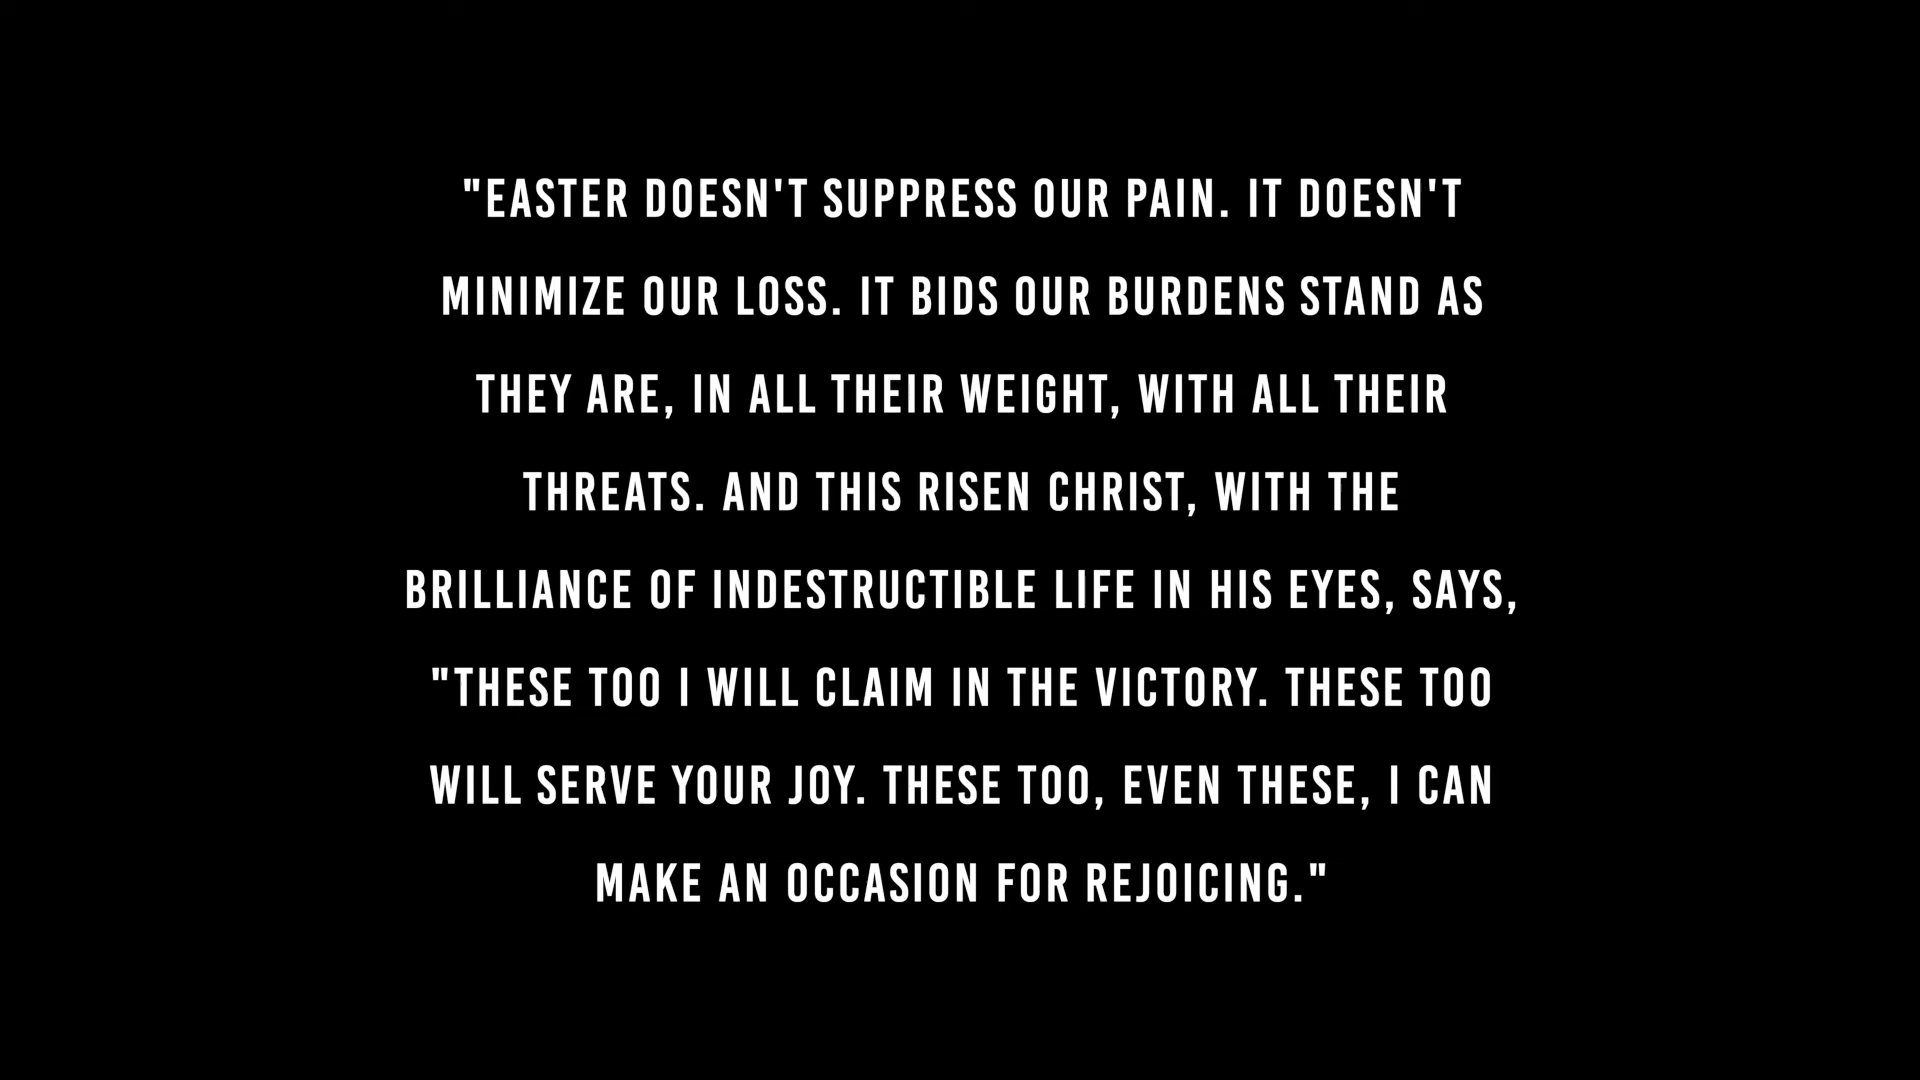 "EASTER DOESN'T SUPPRESS OUR PAIN. IT DOESN'T
MINIMIZE OUR LOSS. IT BIDS OUR BURDENS STAND AS
THEY ARE, IN ALL THEIR WEIGHT, WITH ALL THEIR
THREATS. AND THIS RISEN CHRIST, WITH THE
BRILLIANCE OF INDESTRUCTIBLE LIFE IN HIS EYES, SAYS,
"THESE TOO I WILL CLAIM IN THE VICTORY. THESE TOO
WILL SERVE YOUR JOY. THESE TOO, EVEN THESE, I CAN
MAKE AN OCCASION FOR REJOICING."